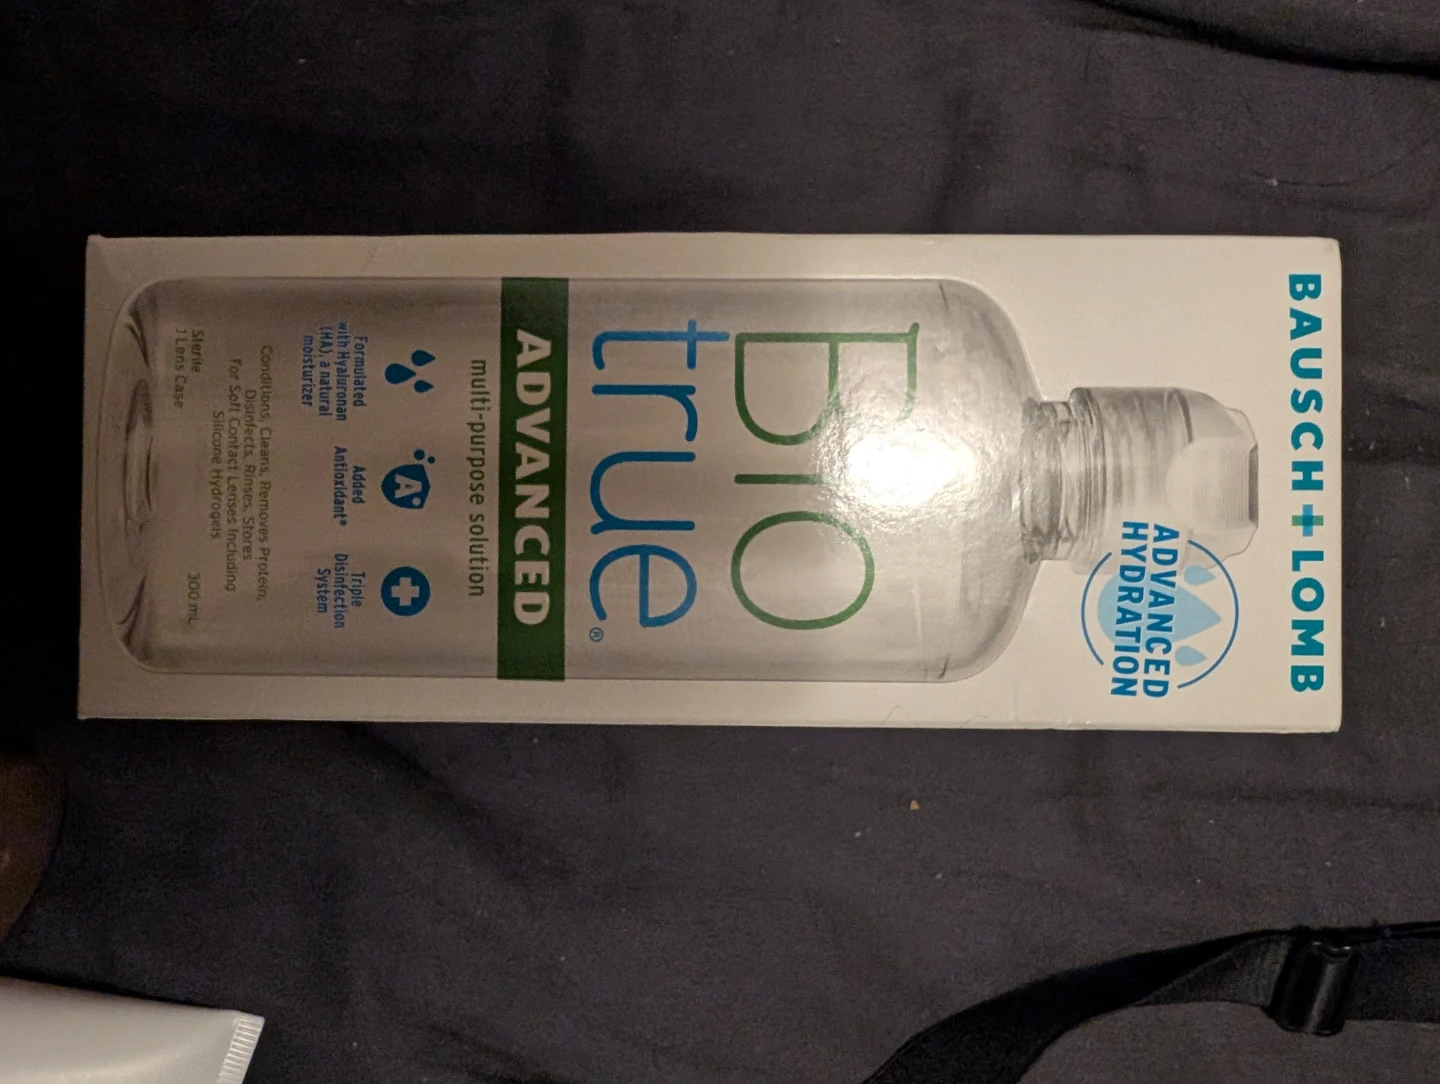 BAUSCH + LOMB
ADVANCED
HYDRATION
Bio
true®
ADVANCED
multi-purpose solution
Formulated
with Hyaluronan
(HA), a natural
moisturizer
Added
Antioxidant*
Triple
Disinfection
System
Conditions, Cleans, Removes Protein,
Disinfects, Rinses, Stores
For Soft Contact Lenses Including
Silicone Hydrogels
Sterile
1 Lens Case
300 mL